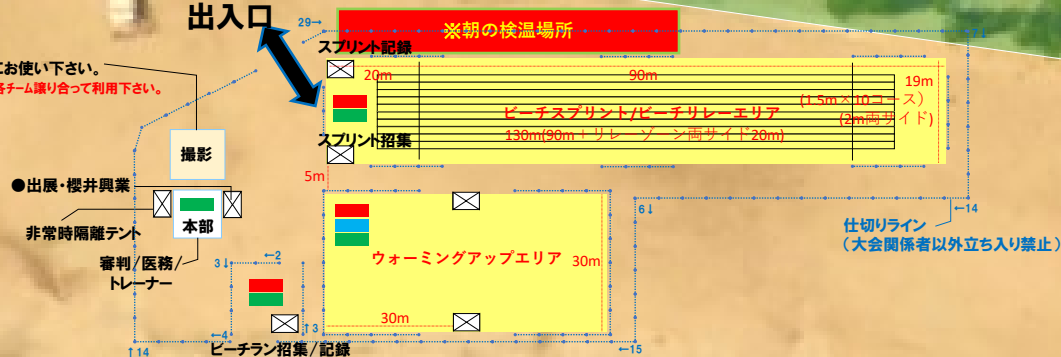 出入口
29→
※朝の検温場所
7↓
スプリント記録
お使い下さい。
各チーム譲り合って利用下さい。
20m
90m
19m
ビーチスプリント/ビーチリレーエリア
(1.5m×10コース)
130m(90m＋リレーゾーン両サイド20m)
(2m両サイド)
スプリント招集
撮影
5m
●出展・櫻井興業
本部
非常時隔離テント
審判/医務/
トレーナー
6↓
←14
仕切りライン
（大会関係者以外立ち入り禁止）
ウォーミングアップエリア
30m
30m
3↓
←2
←4
↑3
↑14
ビーチラン招集/記録
←15